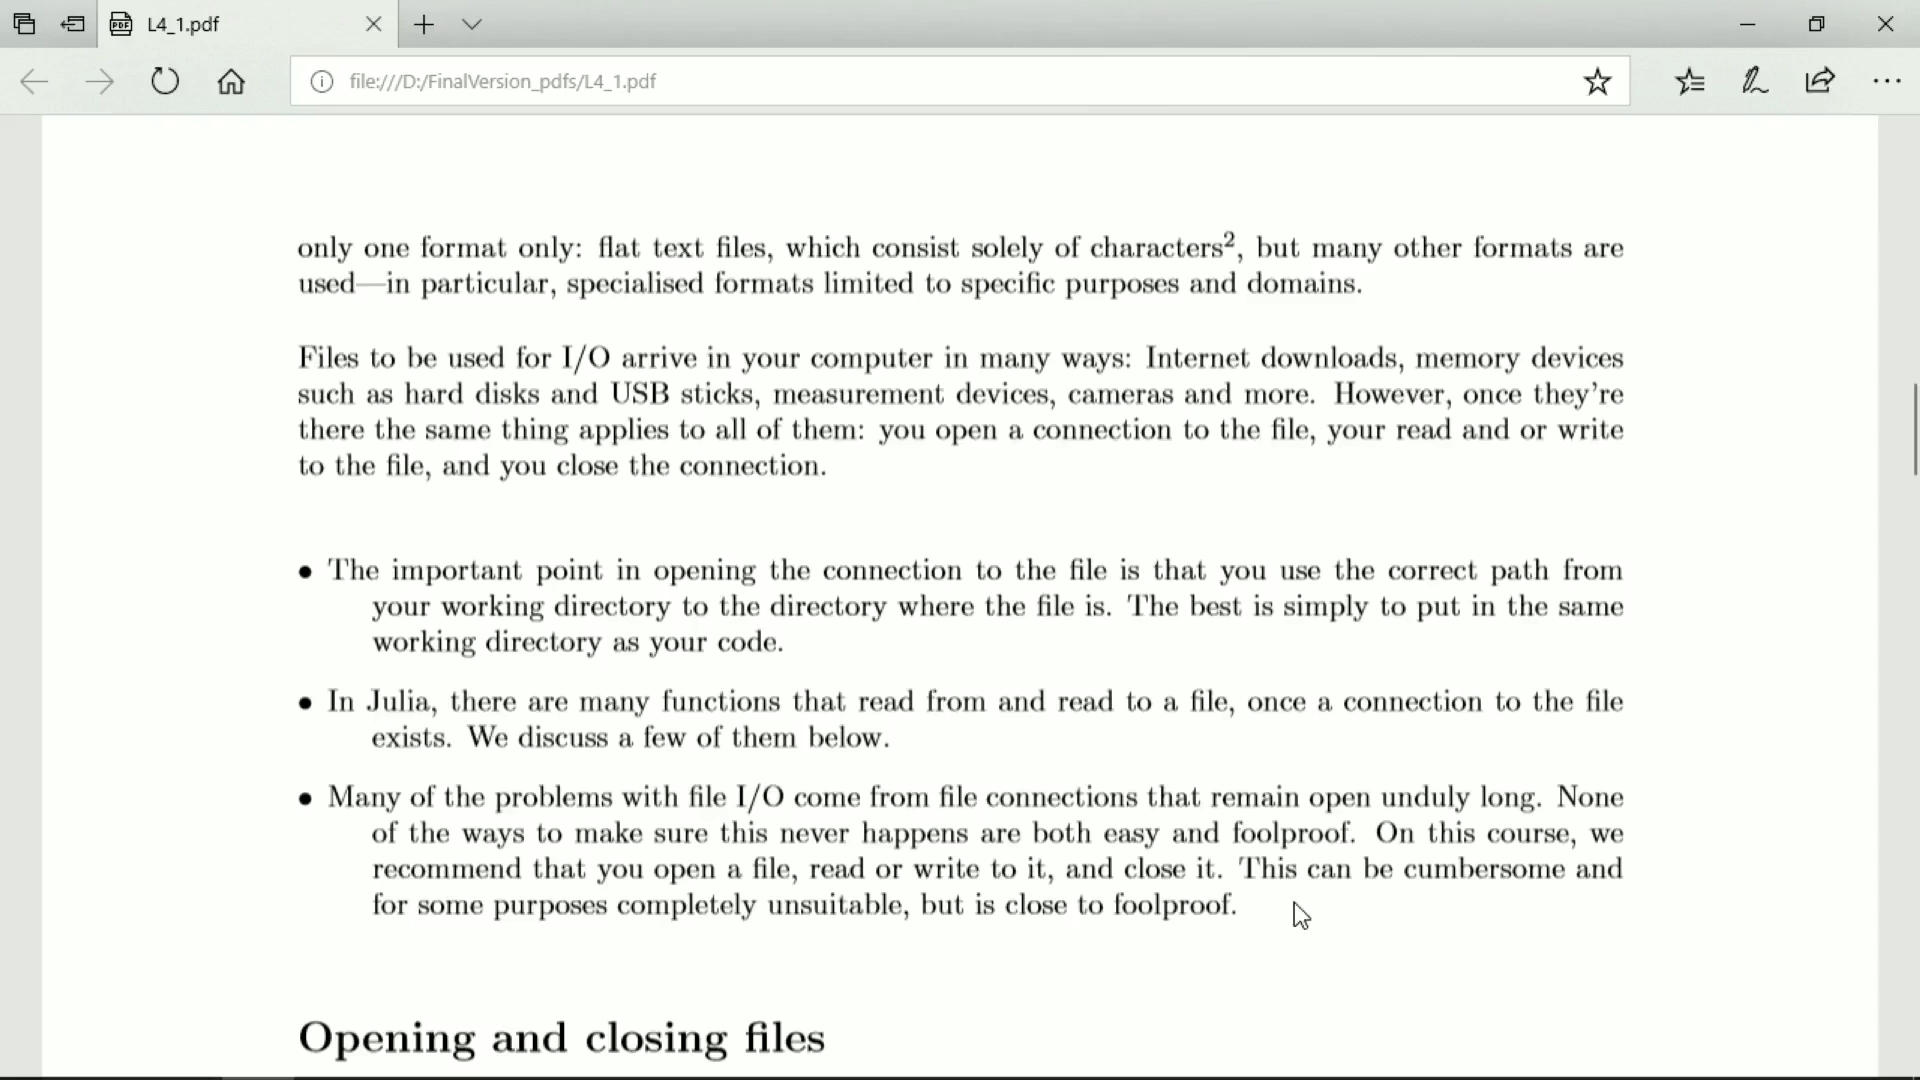 L4_1.pdf
file:///D:/FinalVersion_pdfs/L4_1.pdf
only one format only: flat text files, which consist solely of characters², but many other formats are
used—in particular, specialised formats limited to specific purposes and domains.
Files to be used for I/O arrive in your computer in many ways: Internet downloads, memory devices
such as hard disks and USB sticks, measurement devices, cameras and more. However, once they're
there the same thing applies to all of them: you open a connection to the file, your read and or write
to the file, and you close the connection.
• The important point in opening the connection to the file is that you use the correct path from
your working directory to the directory where the file is. The best is simply to put in the same
working directory as your code.
• In Julia, there are many functions that read from and read to a file, once a connection to the file
exists. We discuss a few of them below.
• Many of the problems with file I/O come from file connections that remain open unduly long. None
of the ways to make sure this never happens are both easy and foolproof. On this course, we
recommend that you open a file, read or write to it, and close it. This can be cumbersome and
for some purposes completely unsuitable, but is close to foolproof.
Opening and closing files